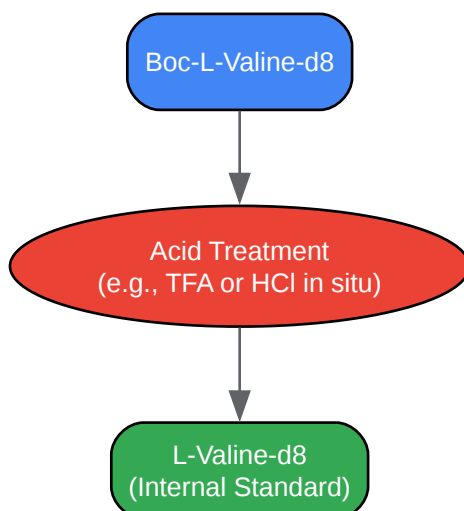 Boc-L-Valine-d8
Acid Treatment
(e.g., TFA or HCl in situ)
L-Valine-d8
(Internal Standard)